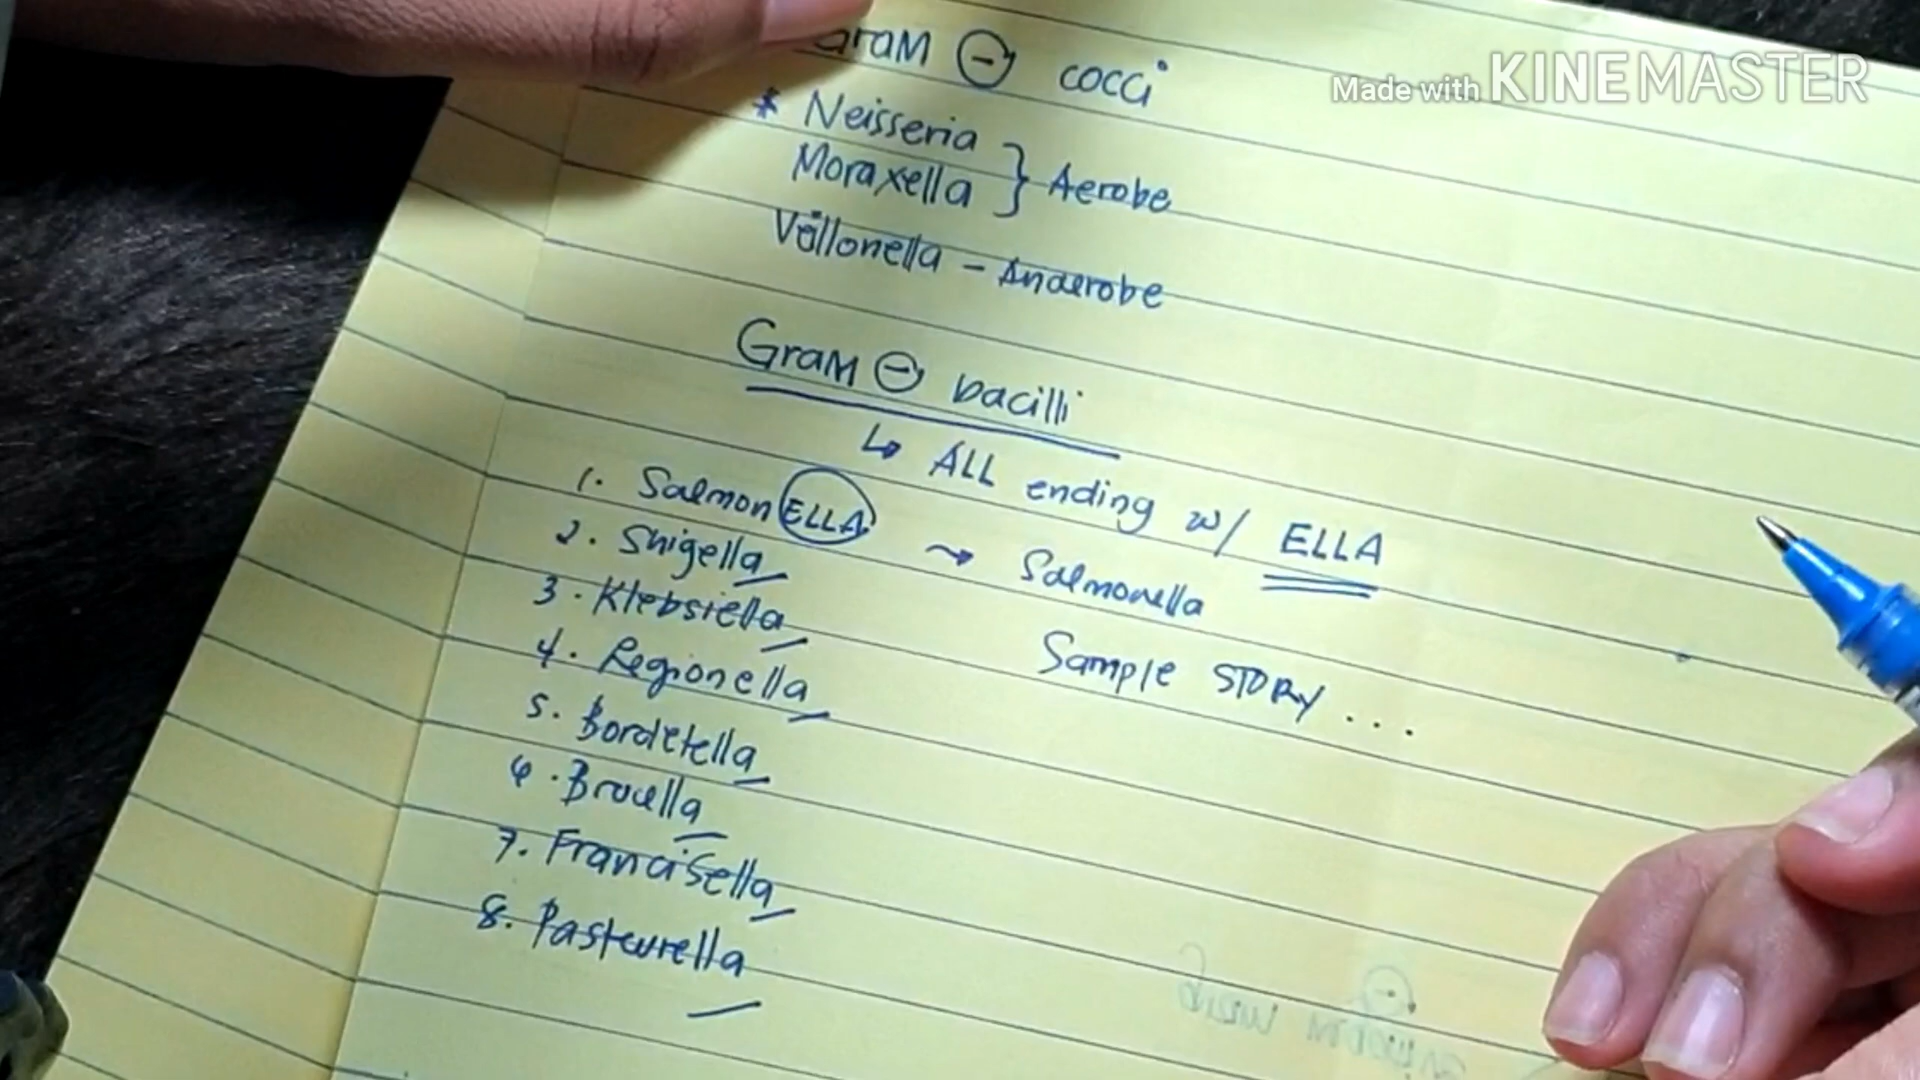 Gram ⊖ cocci
Made with KINEMASTER
* Neisseria
Moraxella } Aerobe
Veillonella - Anaerobe
Gram ⊖ bacilli
↳ ALL ending w/ ELLA
1. SalmonELLA
2. Shigella → Salmonella
3. Klebsiella
4. Legionella Sample STORY ...
5. Bordetella
6. Brucella
7. Francisella
8. Pasteurella